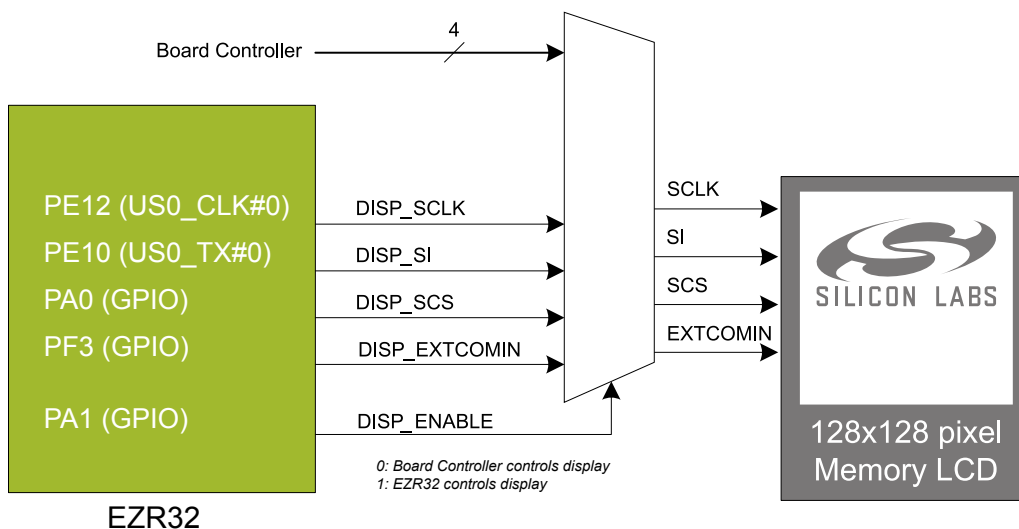 4
Board Controller
PE12 (US0_CLK#0)
DISP_SCLK
SCLK
PE10 (US0_TX#0)
DISP_SI
SI
PA0 (GPIO)
DISP_SCS
SCS
SILICON LABS
PF3 (GPIO)
DISP_EXTCOMIN
EXTCOMIN
PA1 (GPIO)
DISP_ENABLE
128x128 pixel
Memory LCD
0: Board Controller controls display
1: EZR32 controls display
EZR32